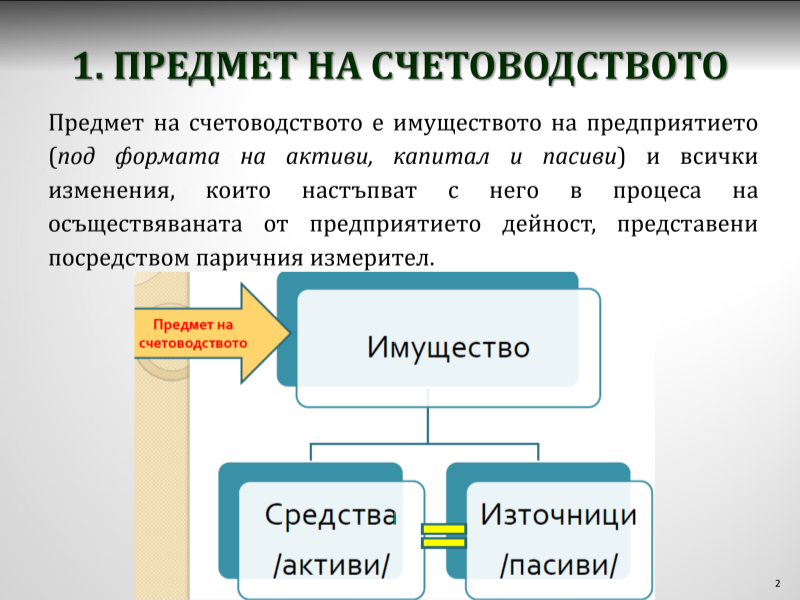 1. ПРЕДМЕТ НА СЧЕТОВОДСТВОТО
Предмет на счетоводството е имуществото на предприятието
(под формата на активи, капитал и пасиви) и всички
изменения, които настъпват с него в процеса на
осъществяваната от предприятието дейност, представени
посредством паричния измерител.
Предмет на
счетоводството
Имущество
Средства
/активи/
Източници
/пасиви/
2